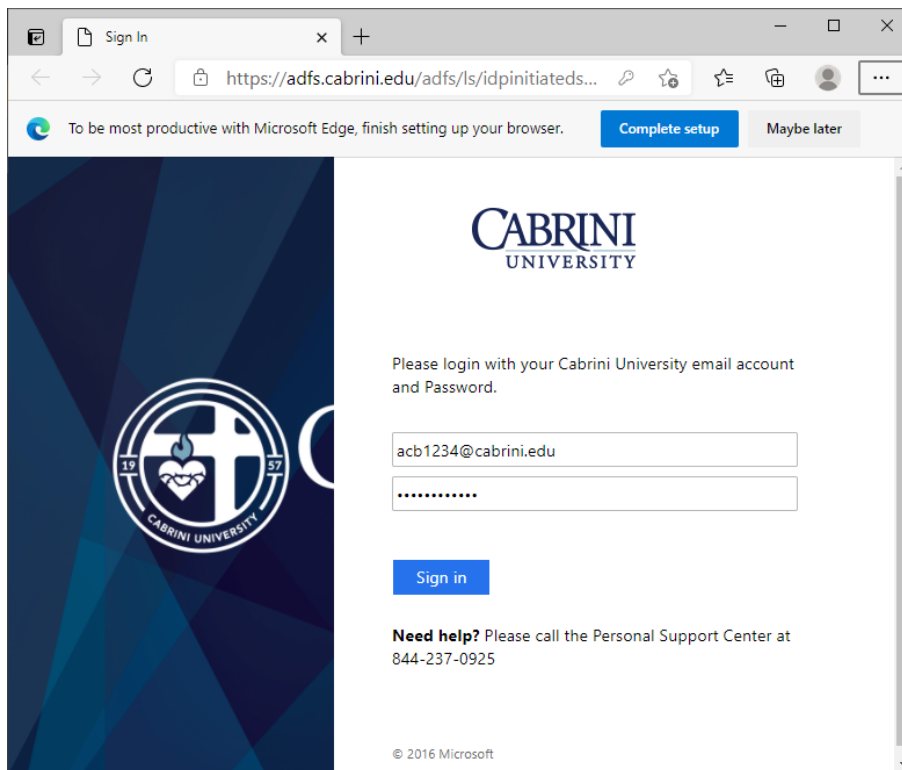 Sign In
https://adfs.cabrini.edu/adfs/ls/idpinitiateds...
To be most productive with Microsoft Edge, finish setting up your browser.
Complete setup
Maybe later
CABRINI
UNIVERSITY
Please login with your Cabrini University email account
and Password.
acb1234@cabrini.edu
••••••••••••
19
57
CABRINI UNIVERSITY
C
Sign in
Need help? Please call the Personal Support Center at
844-237-0925
© 2016 Microsoft